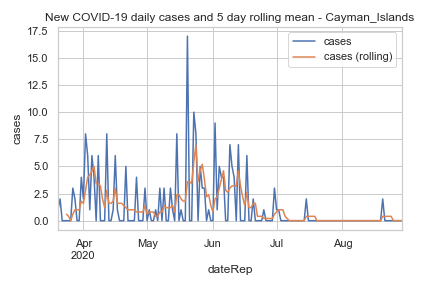 New COVID-19 daily cases and 5 day rolling mean - Cayman_Islands
17.5
15.0
12.5
10.0
7.5
5.0
2.5
0.0
cases
cases
cases (rolling)
Apr
2020
May
Jun
Jul
Aug
dateRep